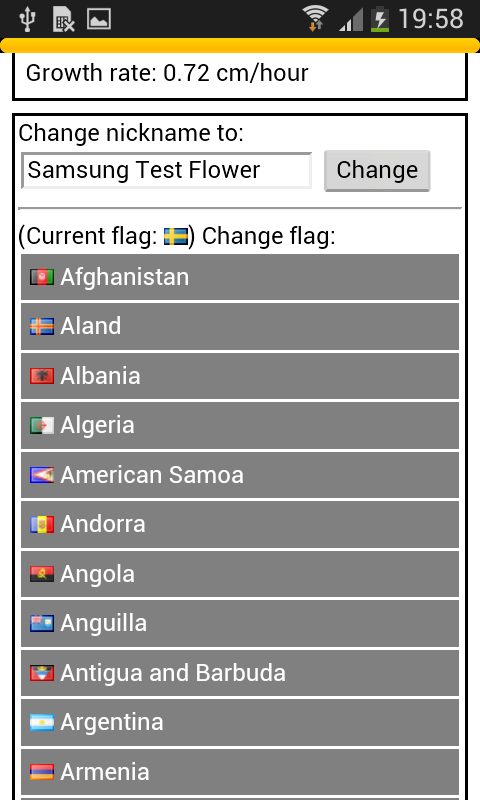 19:58
Growth rate: 0.72 cm/hour
Change nickname to:
Samsung Test Flower Change
(Current flag: ) Change flag:
Afghanistan
Aland
Albania
Algeria
American Samoa
Andorra
Angola
Anguilla
Antigua and Barbuda
Argentina
Armenia